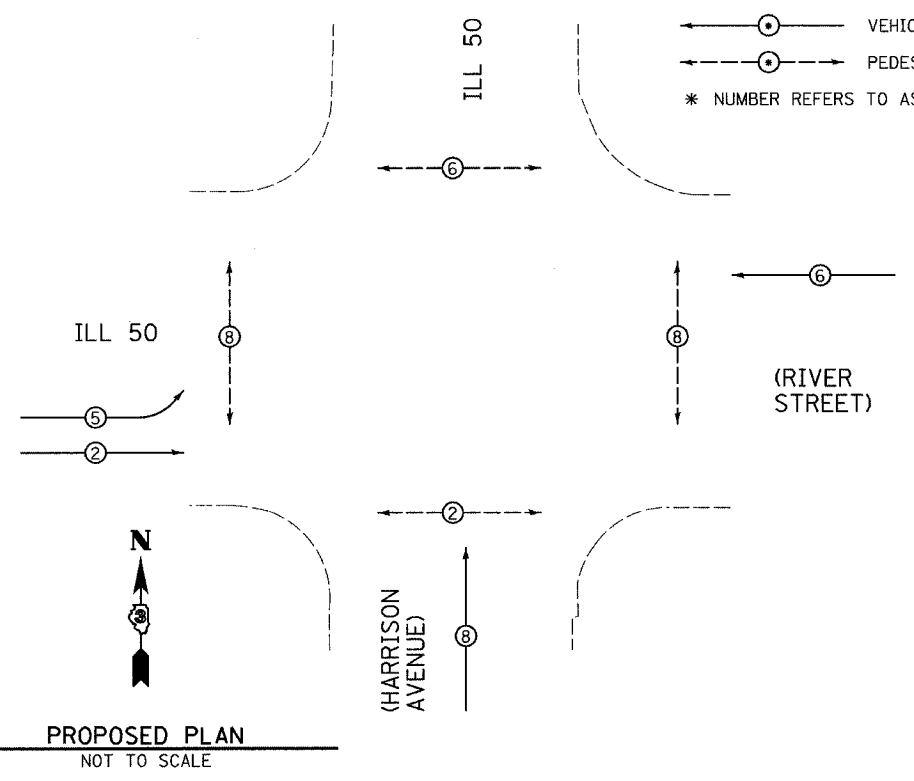 ILL 50
VEHIC
PEDES
* NUMBER REFERS TO AS
6
6
8
8
ILL 50
(RIVER
STREET)
5
2
2
N
3
(HARRISON
AVENUE)
8
PROPOSED PLAN
NOT TO SCALE